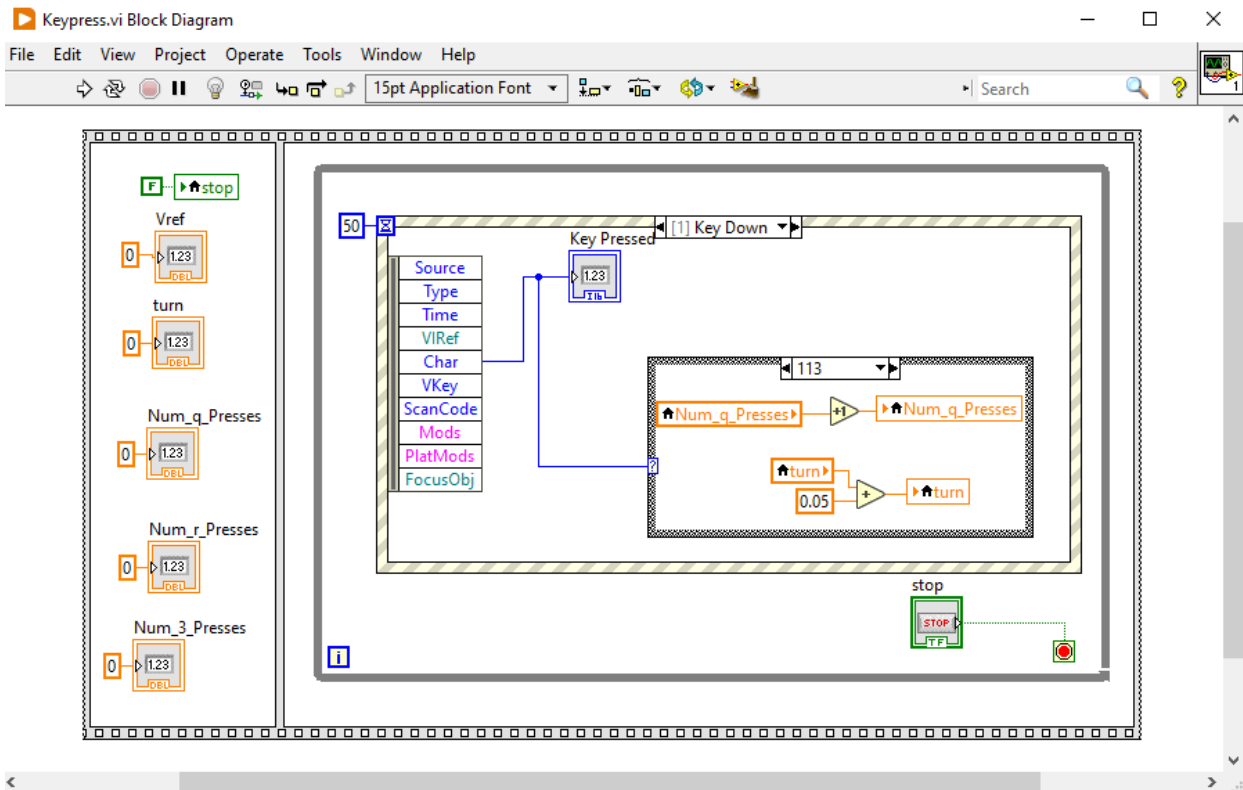 Keypress.vi Block Diagram
File Edit View Project Operate Tools Window Help
15pt Application Font
Search
1
F
stop
Vref
0
1.23
DBL
turn
0
1.23
DBL
Num_q_Presses
0
1.23
DBL
Num_r_Presses
0
1.23
DBL
Num_3_Presses
0
1.23
DBL
50
[1] Key Down
Key Pressed
1.23
I16
Source
Type
Time
VIRef
Char
VKey
ScanCode
Mods
PlatMods
FocusObj
113
Num_q_Presses
+1
Num_q_Presses
turn
0.05
+
turn
?
stop
STOP
TF
i